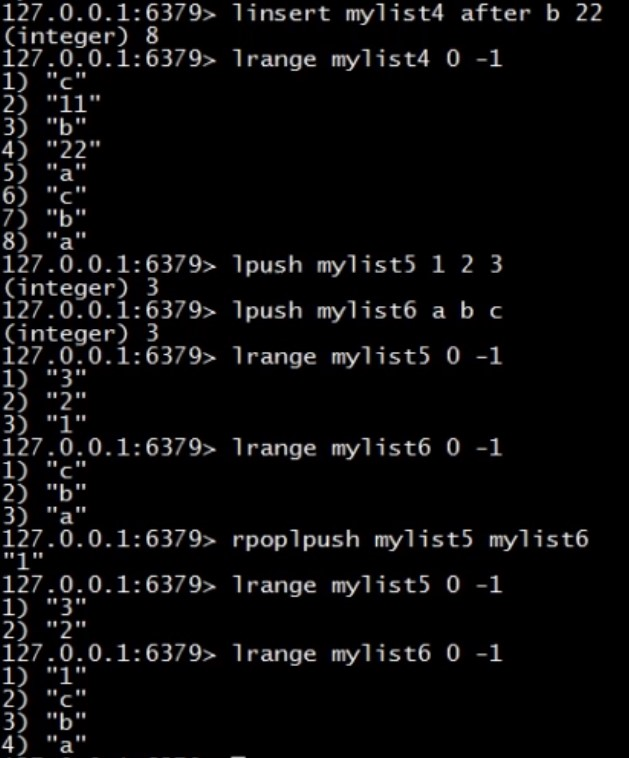 127.0.0.1:6379> linsert mylist4 after b 22
(integer) 8
127.0.0.1:6379> lrange mylist4 0 -1
1) "c"
2) "11"
3) "b"
4) "22"
5) "a"
6) "c"
7) "b"
8) "a"
127.0.0.1:6379> lpush mylist5 1 2 3
(integer) 3
127.0.0.1:6379> lpush mylist6 a b c
(integer) 3
127.0.0.1:6379> lrange mylist5 0 -1
1) "3"
2) "2"
3) "1"
127.0.0.1:6379> lrange mylist6 0 -1
1) "c"
2) "b"
3) "a"
127.0.0.1:6379> rpoplpush mylist5 mylist6
"1"
127.0.0.1:6379> lrange mylist5 0 -1
1) "3"
2) "2"
127.0.0.1:6379> lrange mylist6 0 -1
1) "1"
2) "c"
3) "b"
4) "a"